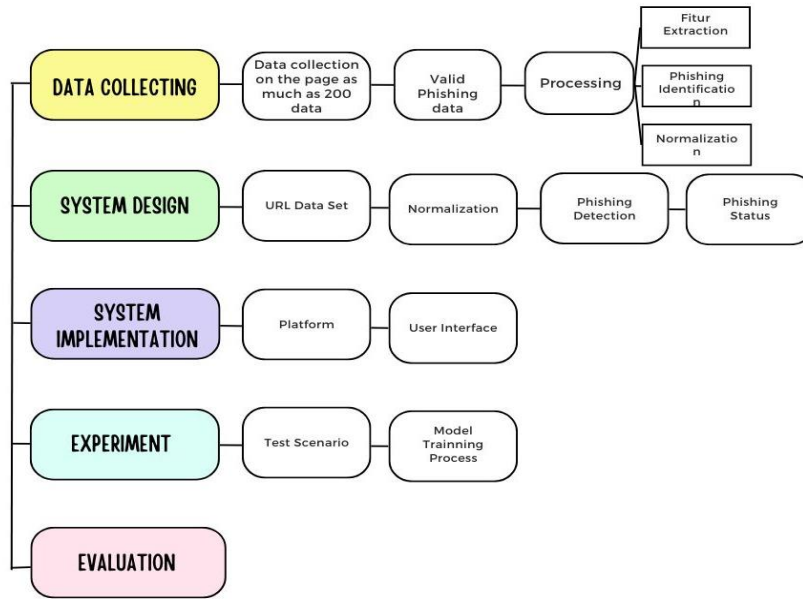 Fitur
Extraction
DATA COLLECTING
Data collection
on the page as
much as 200
data
Valid
Phishing
data
Processing
Phishing
Identificatio
n
Normalizatio
n
SYSTEM DESIGN
URL Data Set
Normalization
Phishing
Detection
Phishing
Status
SYSTEM
IMPLEMENTATION
Platform
User Interface
EXPERIMENT
Test Scenario
Model
Trainning
Process
EVALUATION